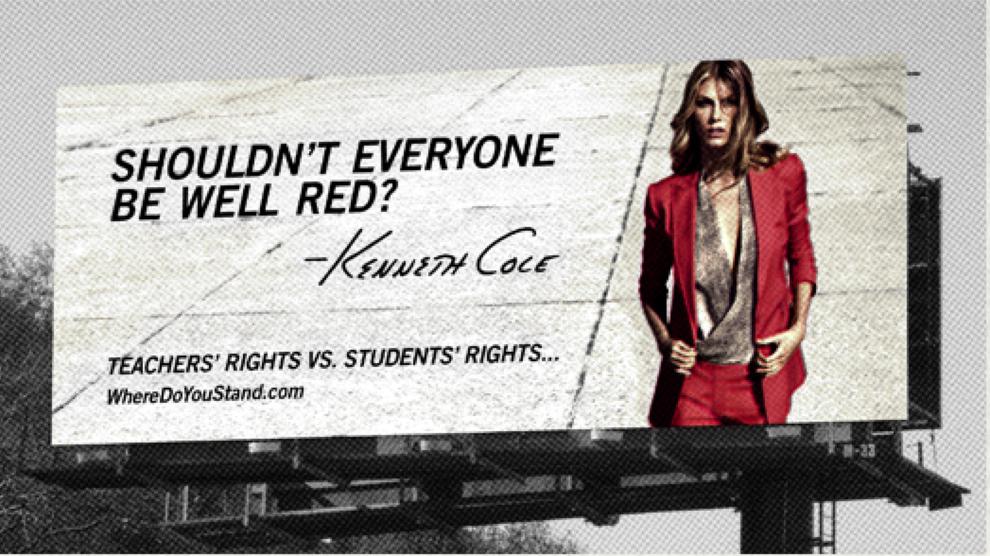 SHOULDN'T EVERYONE
BE WELL RED?
–KENNETH COLE
TEACHERS' RIGHTS VS. STUDENTS' RIGHTS...
WhereDoYouStand.com